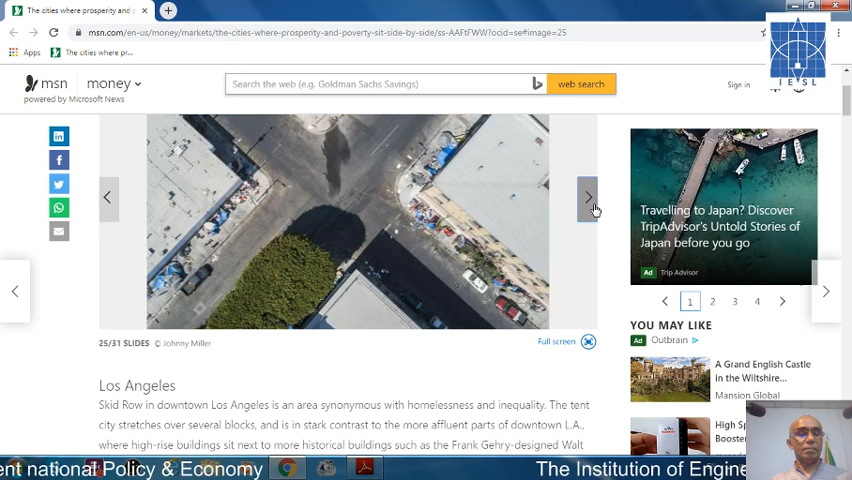 The cities where prosperity and p
msn.com/en-us/money/markets/the-cities-where-prosperity-and-poverty-sit-side-by-side/ss-AAFtFWW?ocid=se#image=25
Apps
The cities where pr...
msn
money
powered by Microsoft News
Search the web (e.g. Goldman Sachs Savings)
web search
Sign in
IESL
Travelling to Japan? Discover
TripAdvisor's Untold Stories of
Japan before you go
Ad Trip Advisor
1 2 3 4
25/31 SLIDES © Johnny Miller
Full screen
YOU MAY LIKE
Ad Outbrain
A Grand English Castle
in the Wiltshire...
Mansion Global
High Sp
Booster
Los Angeles
Skid Row in downtown Los Angeles is an area synonymous with homelessness and inequality. The tent
city stretches over several blocks, and is in stark contrast to the more affluent parts of downtown L.A.,
where high-rise buildings sit next to more historical buildings such as the Frank Gehry-designed Walt
ent national Policy & Economy
The Institution of Engine